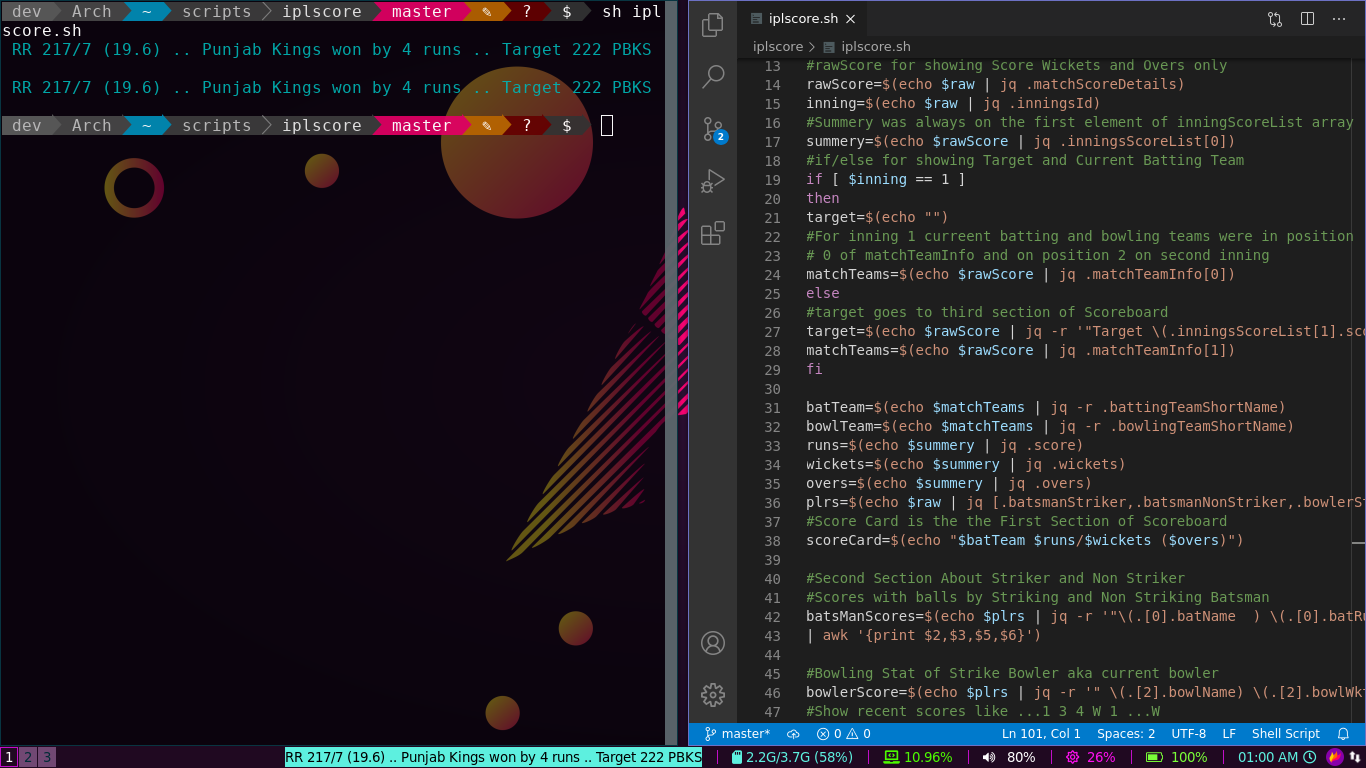 dev Arch ~ scripts iplscore master ✎ ? $ sh ipl
score.sh
RR 217/7 (19.6) .. Punjab Kings won by 4 runs .. Target 222 PBKS
RR 217/7 (19.6) .. Punjab Kings won by 4 runs .. Target 222 PBKS
dev Arch ~ scripts iplscore master ✎ ? $
iplscore.sh
iplscore > iplscore.sh
13 #rawScore for showing Score Wickets and Overs only
14 rawScore=$(echo $raw | jq .matchScoreDetails)
15 inning=$(echo $raw | jq .inningsId)
16 #Summery was always on the first element of inningScoreList array
17 summery=$(echo $rawScore | jq .inningsScoreList[0])
18 #if/else for showing Target and Current Batting Team
19 if [ $inning == 1 ]
20 then
21 target=$(echo "")
22 #For inning 1 curreent batting and bowling teams were in position
23 # 0 of matchTeamInfo and on position 2 on second inning
24 matchTeams=$(echo $rawScore | jq .matchTeamInfo[0])
25 else
26 #target goes to third section of Scoreboard
27 target=$(echo $rawScore | jq -r '"Target \(.inningsScoreList[1].sco
28 matchTeams=$(echo $rawScore | jq .matchTeamInfo[1])
29 fi
30
31 batTeam=$(echo $matchTeams | jq -r .battingTeamShortName)
32 bowlTeam=$(echo $matchTeams | jq -r .bowlingTeamShortName)
33 runs=$(echo $summery | jq .score)
34 wickets=$(echo $summery | jq .wickets)
35 overs=$(echo $summery | jq .overs)
36 plrs=$(echo $raw | jq [.batsmanStriker,.batsmanNonStriker,.bowlerSt
37 #Score Card is the the First Section of Scoreboard
38 scoreCard=$(echo "$batTeam $runs/$wickets ($overs)")
39
40 #Second Section About Striker and Non Striker
41 #Scores with balls by Striking and Non Striking Batsman
42 batsManScores=$(echo $plrs | jq -r '"\(.[0].batName ) \(.[0].batRu
43 | awk '{print $2,$3,$5,$6}')
44
45 #Bowling Stat of Strike Bowler aka current bowler
46 bowlerScore=$(echo $plrs | jq -r '" \(.[2].bowlName) \(.[2].bowlWkt
47 #Show recent scores like ...1 3 4 W 1 ...W
2
master* 0 0 Ln 101, Col 1 Spaces: 2 UTF-8 LF Shell Script
1 2 3 RR 217/7 (19.6) .. Punjab Kings won by 4 runs .. Target 222 PBKS | 2.2G/3.7G (58%) | 10.96% | 80% | 26% | 100% | 01:00 AM